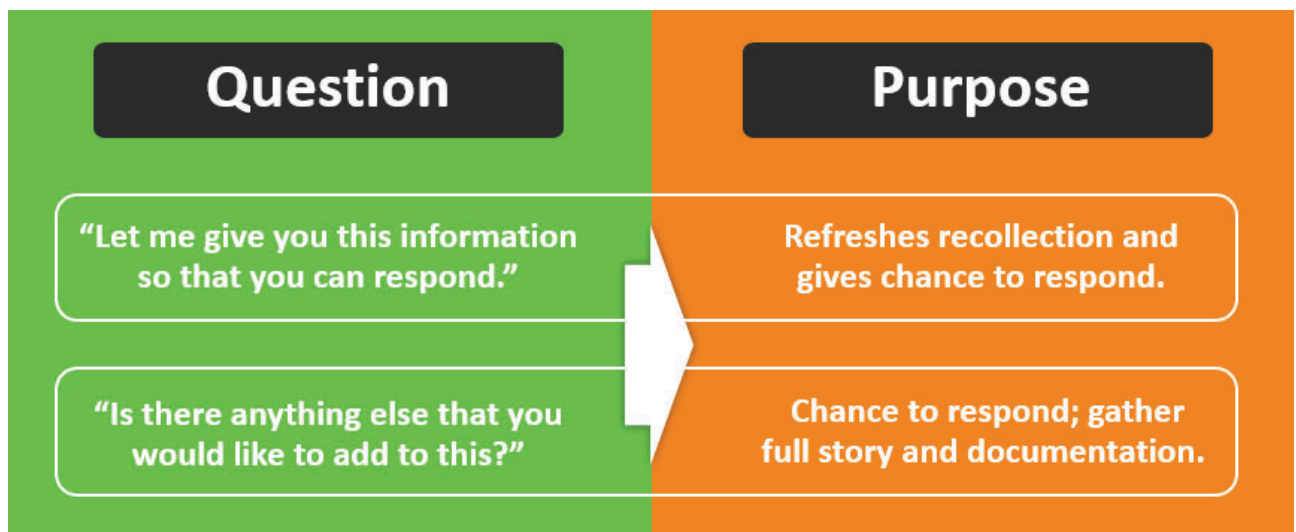 Question
Purpose
“Let me give you this information
so that you can respond.”
Refreshes recollection and
gives chance to respond.
“Is there anything else that you
would like to add to this?”
Chance to respond; gather
full story and documentation.